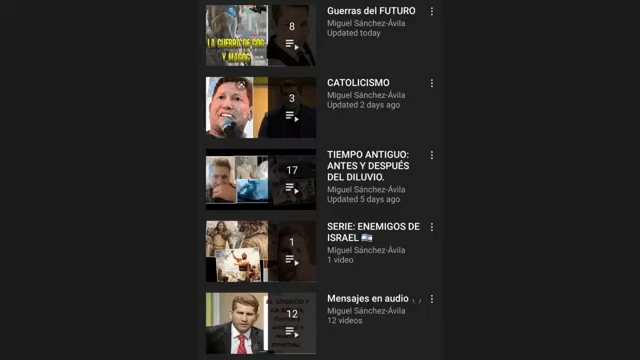 8
LA GUERRA DE GOG
Y MAGOG
Guerras del FUTURO
Miguel Sánchez-Ávila
Updated today
3
CATOLICISMO
Miguel Sánchez-Ávila
Updated 2 days ago
17
TIEMPO ANTIGUO:
ANTES Y DESPUÉS
DEL DILUVIO.
Miguel Sánchez-Ávila
Updated 5 days ago
1
SERIE: ENEMIGOS DE
ISRAEL 🇮🇱
Miguel Sánchez-Ávila
1 video
12
Mensajes en audio
Miguel Sánchez-Ávila
12 videos